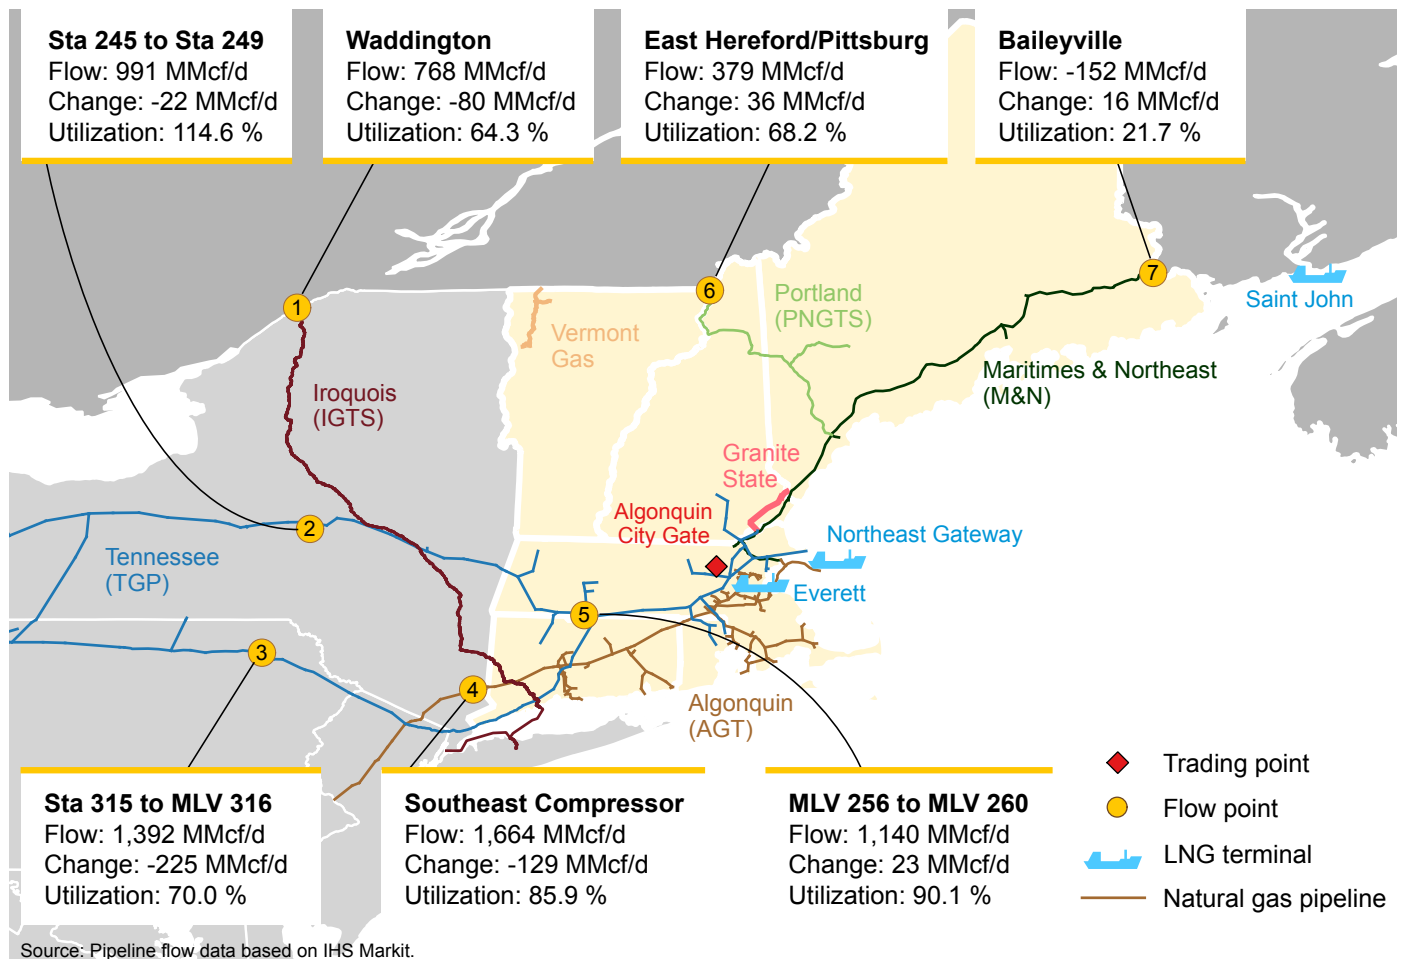 Sta 245 to Sta 249
Flow: 991 MMcf/d
Change: -22 MMcf/d
Utilization: 114.6 %
Waddington
Flow: 768 MMcf/d
Change: -80 MMcf/d
Utilization: 64.3 %
East Hereford/Pittsburg
Flow: 379 MMcf/d
Change: 36 MMcf/d
Utilization: 68.2 %
Baileyville
Flow: -152 MMcf/d
Change: 16 MMcf/d
Utilization: 21.7 %
1
6
7
Portland
(PNGTS)
Saint John
Vermont
Gas
Iroquois
(IGTS)
Maritimes & Northeast
(M&N)
Granite
State
Algonquin
City Gate
2
Northeast Gateway
Tennessee
(TGP)
Everett
5
3
4
Algonquin
(AGT)
Sta 315 to MLV 316
Flow: 1,392 MMcf/d
Change: -225 MMcf/d
Utilization: 70.0 %
Southeast Compressor
Flow: 1,664 MMcf/d
Change: -129 MMcf/d
Utilization: 85.9 %
MLV 256 to MLV 260
Flow: 1,140 MMcf/d
Change: 23 MMcf/d
Utilization: 90.1 %
Trading point
Flow point
LNG terminal
Natural gas pipeline
Source: Pipeline flow data based on IHS Markit.